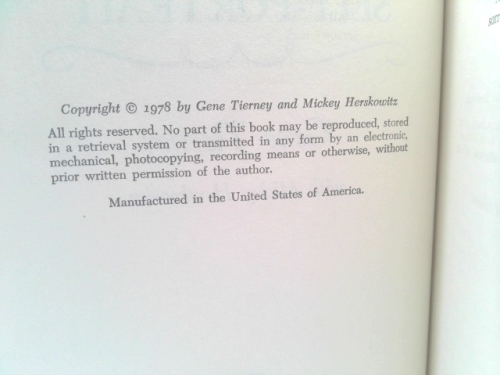 Copyright © 1978 by Gene Tierney and Mickey Herskowitz
All rights reserved. No part of this book may be reproduced, stored
in a retrieval system or transmitted in any form by an electronic,
mechanical, photocopying, recording means or otherwise, without
prior written permission of the author.
Manufactured in the United States of America.